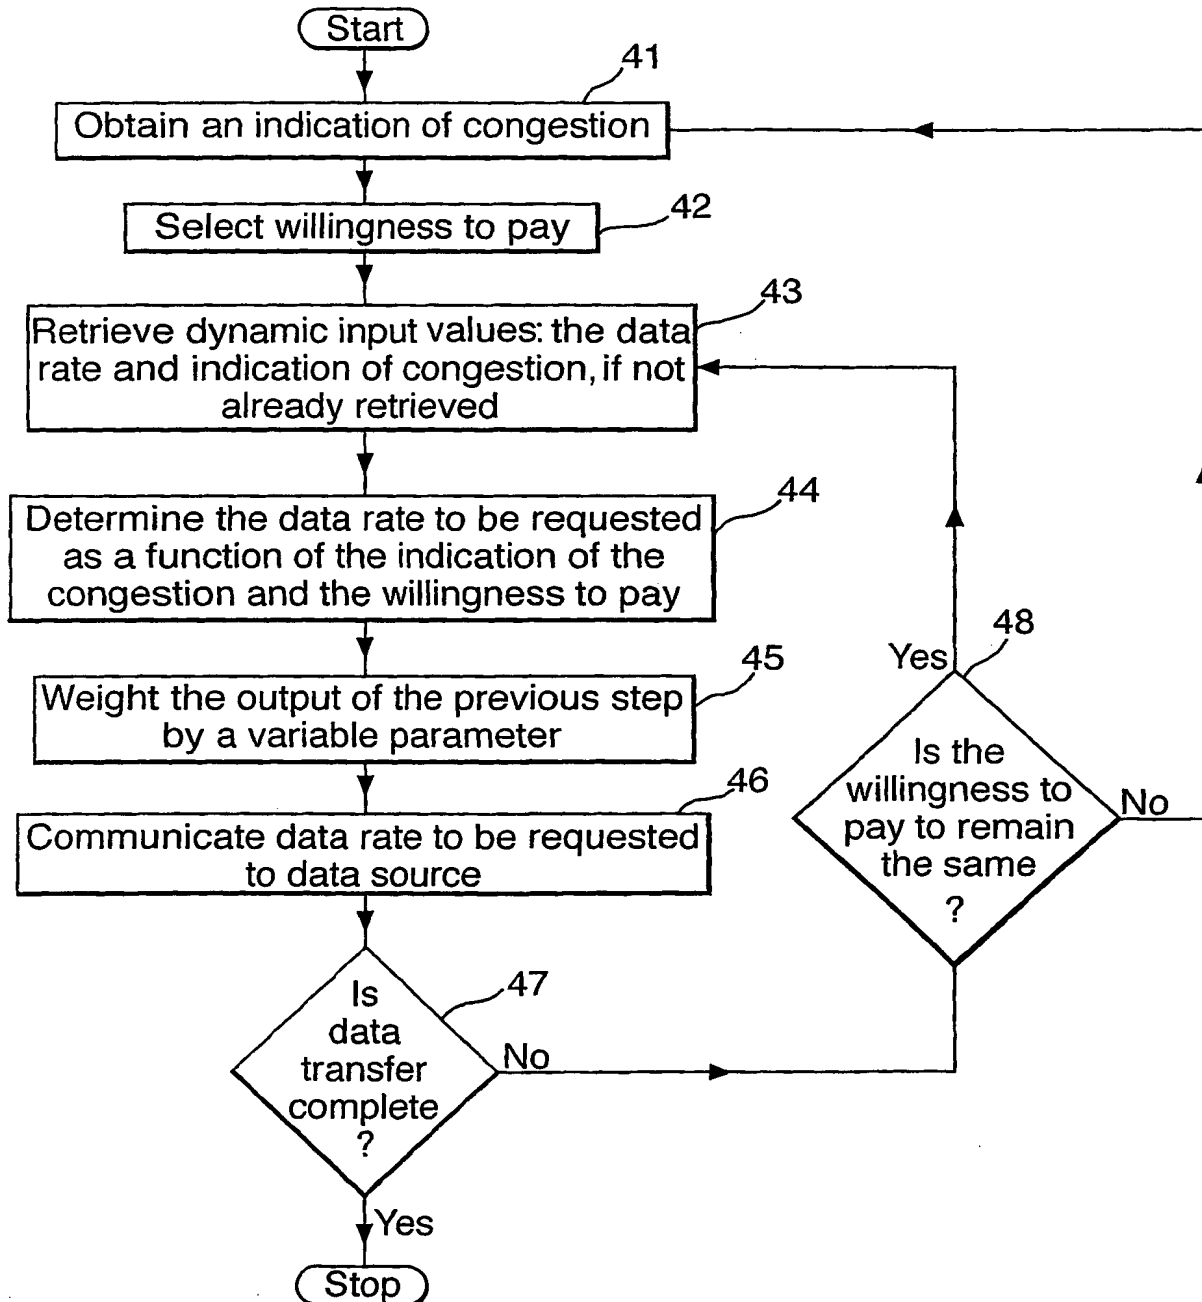 Start
41
Obtain an indication of congestion
42
Select willingness to pay
43
Retrieve dynamic input values: the data
rate and indication of congestion, if not
already retrieved
44
Determine the data rate to be requested
as a function of the indication of the
congestion and the willingness to pay
45
Weight the output of the previous step
by a variable parameter
46
Communicate data rate to be requested
to data source
47
Is
data
transfer
complete
?
No
Yes
Stop
48
Yes
Is the
willingness to
pay to remain
the same
?
No